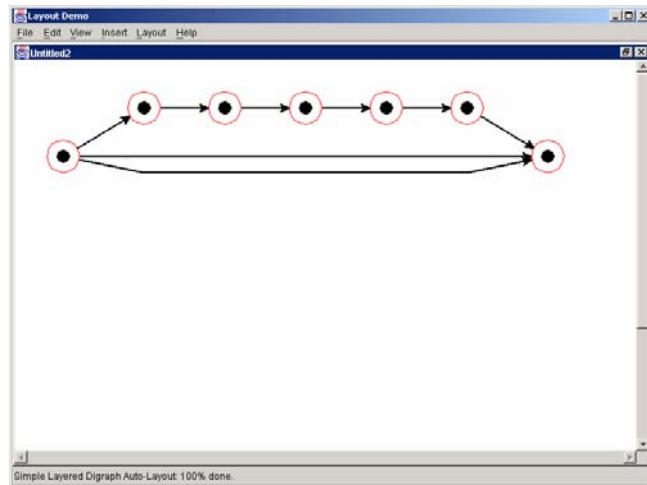 Layout Demo
File Edit View Insert Layout Help
Untitled2
Simple Layered Digraph Auto-Layout: 100% done.